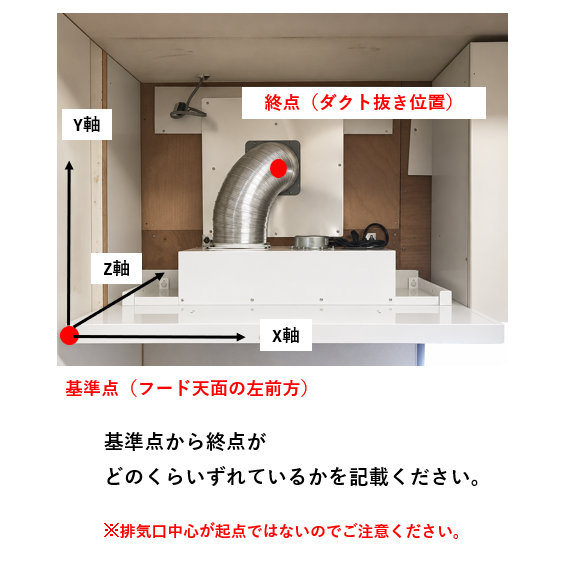 終点（ダクト抜き位置）
Y軸
Z軸
X軸
基準点（フード天面の左前方）
基準点から終点が
どのくらいずれているかを記載ください。
※排気口中心が起点ではないのでご注意ください。